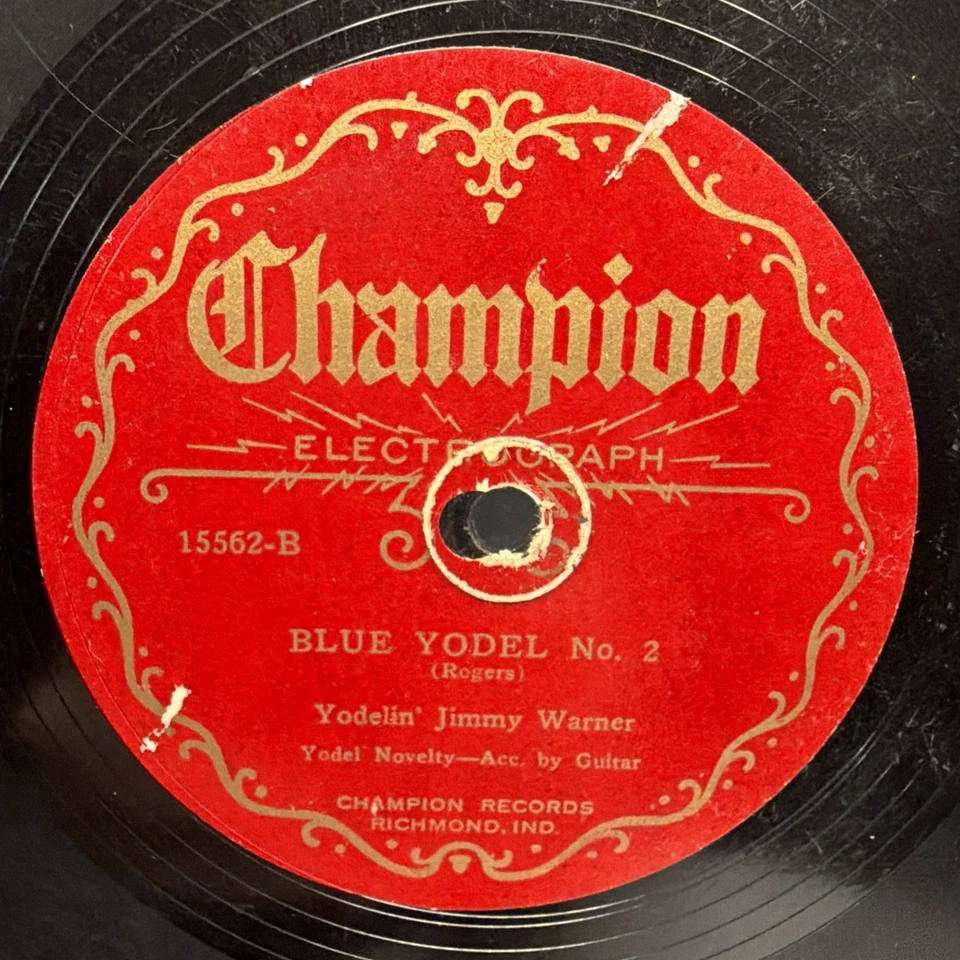 Champion
ELECTROGRAPH
15562-B
BLUE YODEL No. 2
(Rogers)
Yodelin' Jimmy Warner
Yodel Novelty—Acc. by Guitar
CHAMPION RECORDS
RICHMOND, IND.